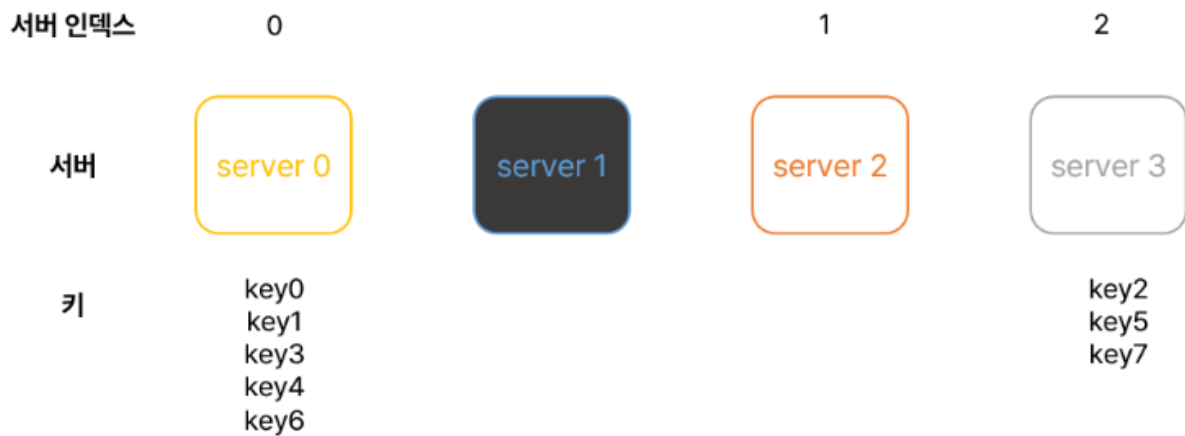 서버 인덱스 0 1 2
서버 server 0 server 1 server 2 server 3
키 key0 key2
key1 key5
key3 key7
key4
key6